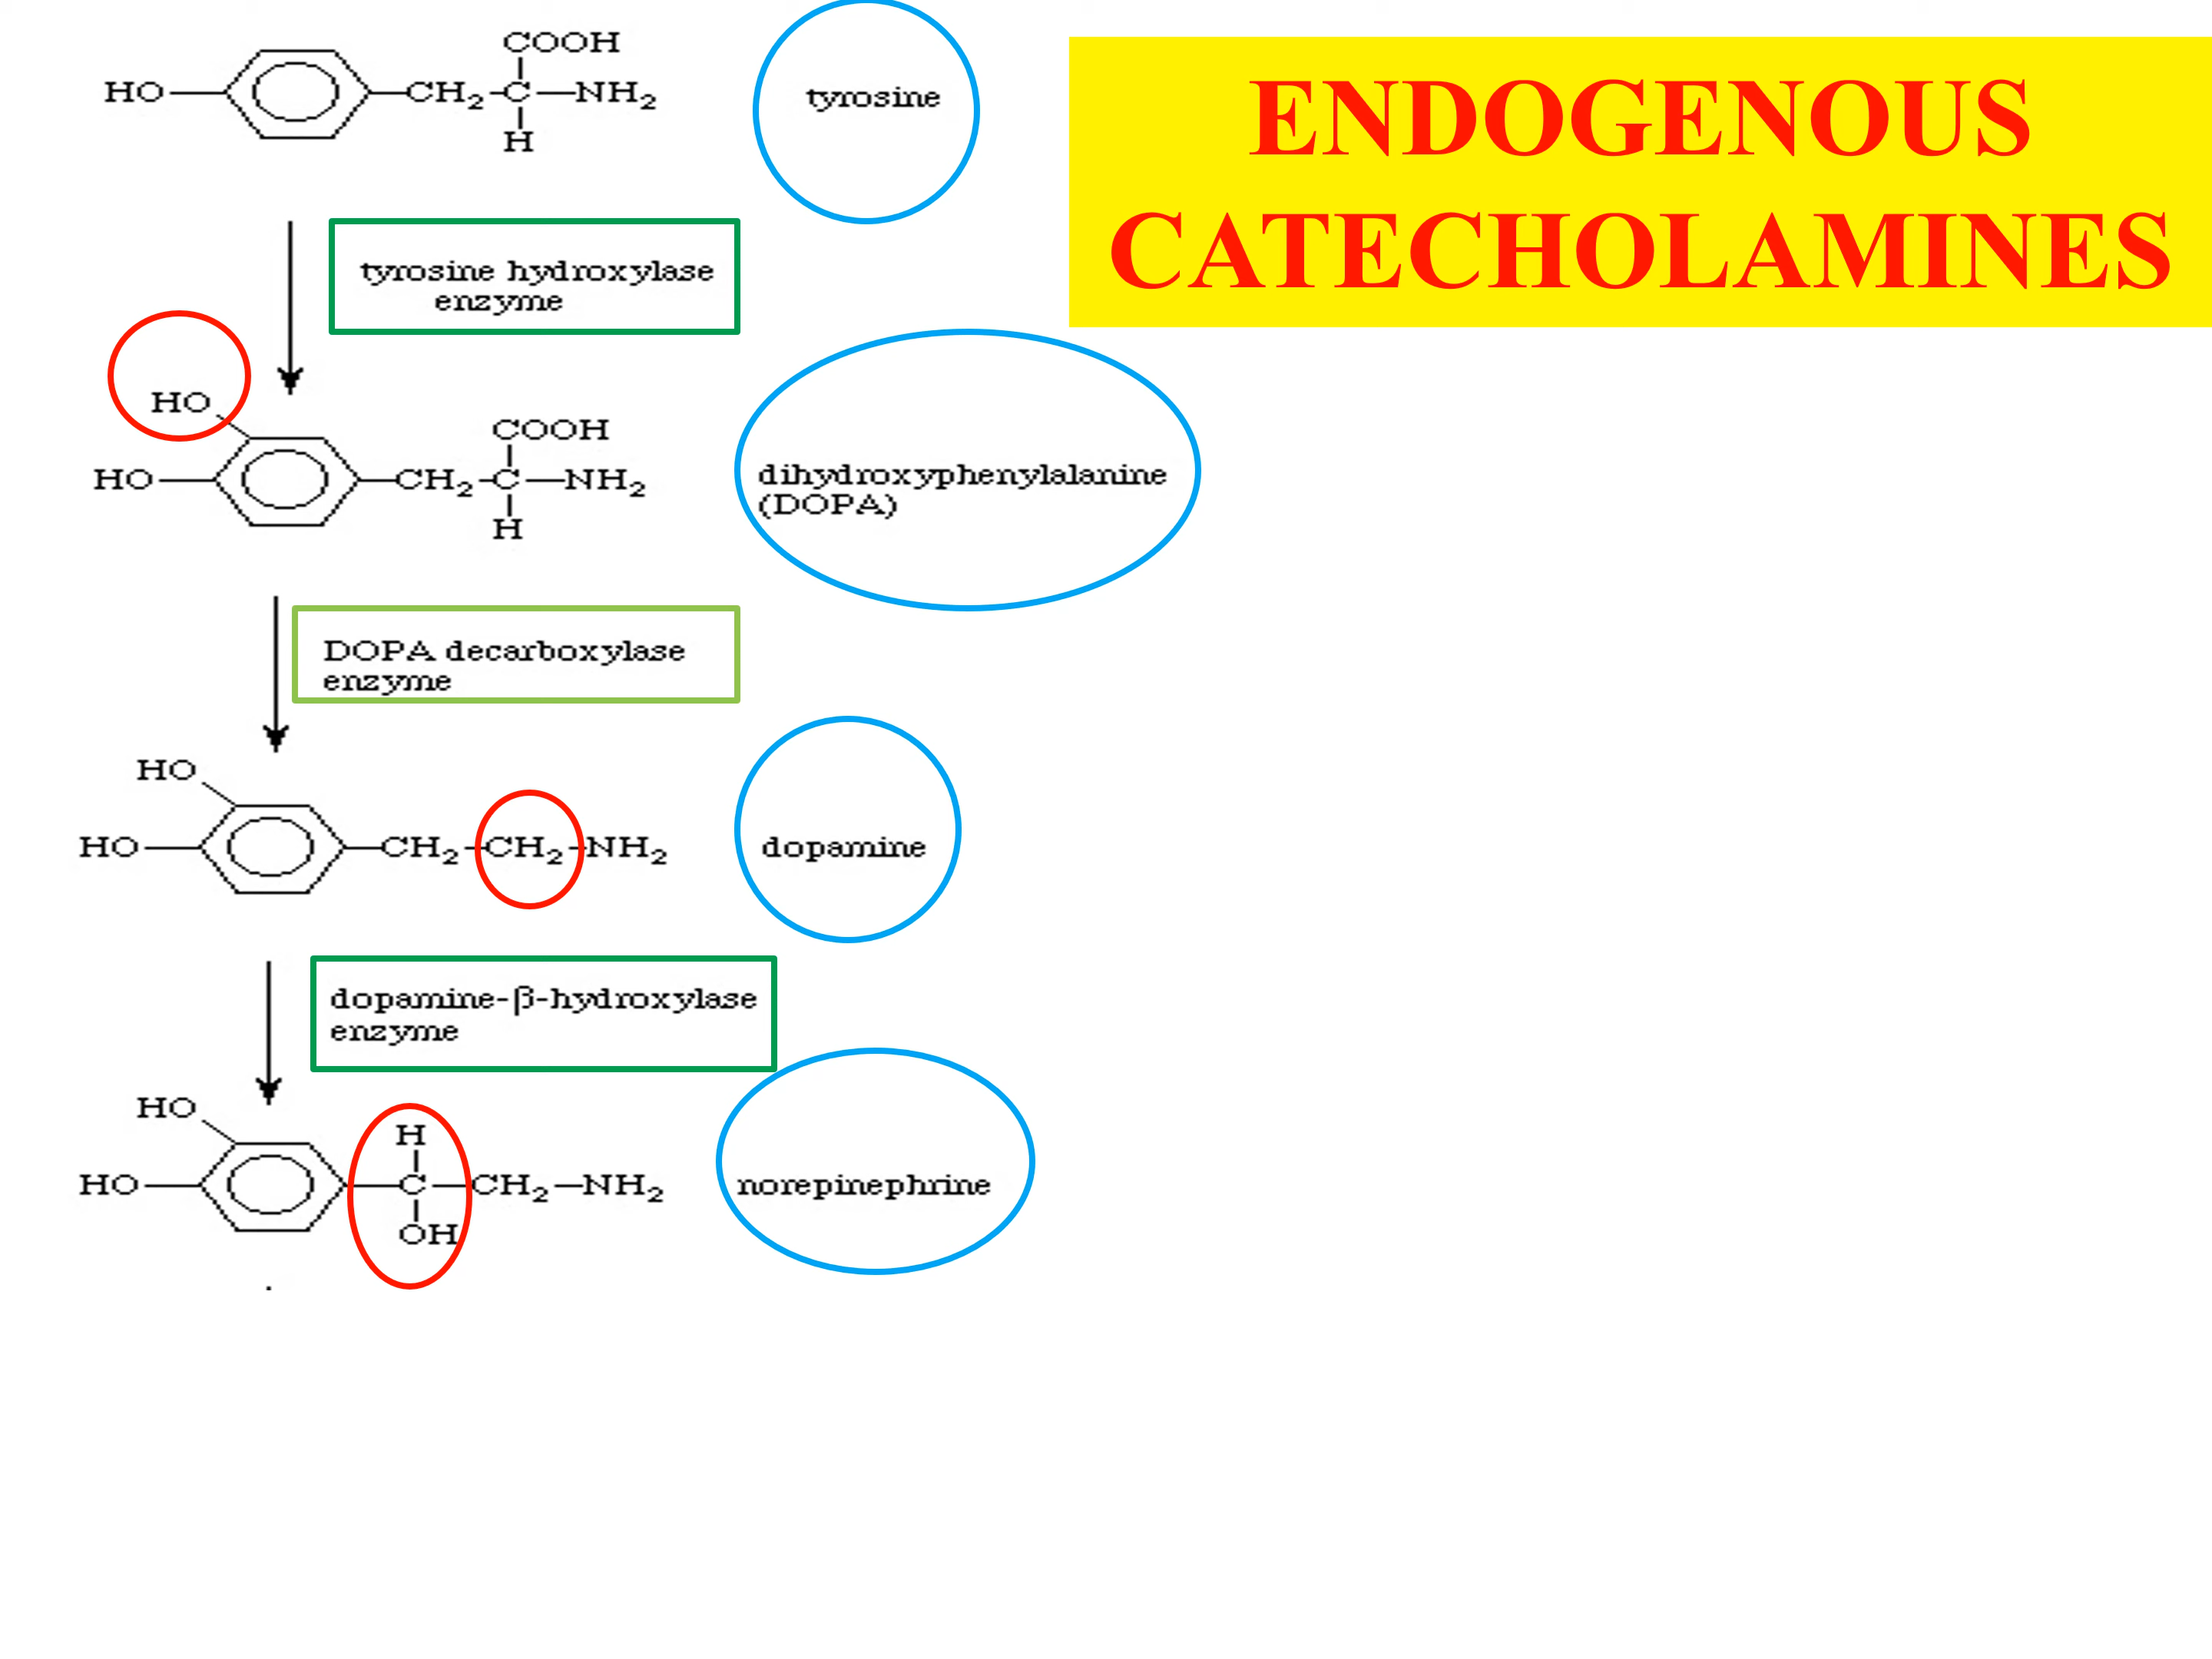 ENDOGENOUS
CATECHOLAMINES
COOH
HO
CH2
C
NH2
H
tyrosine
tyrosine hydroxylase
enzyme
HO
COOH
HO
CH2
C
NH2
H
dihydroxyphenylalanine
(DOPA)
DOPA decarboxylase
enzyme
HO
HO
CH2
CH2
NH2
dopamine
dopamine-β-hydroxylase
enzyme
HO
H
HO
C
CH2
NH2
OH
norepinephrine